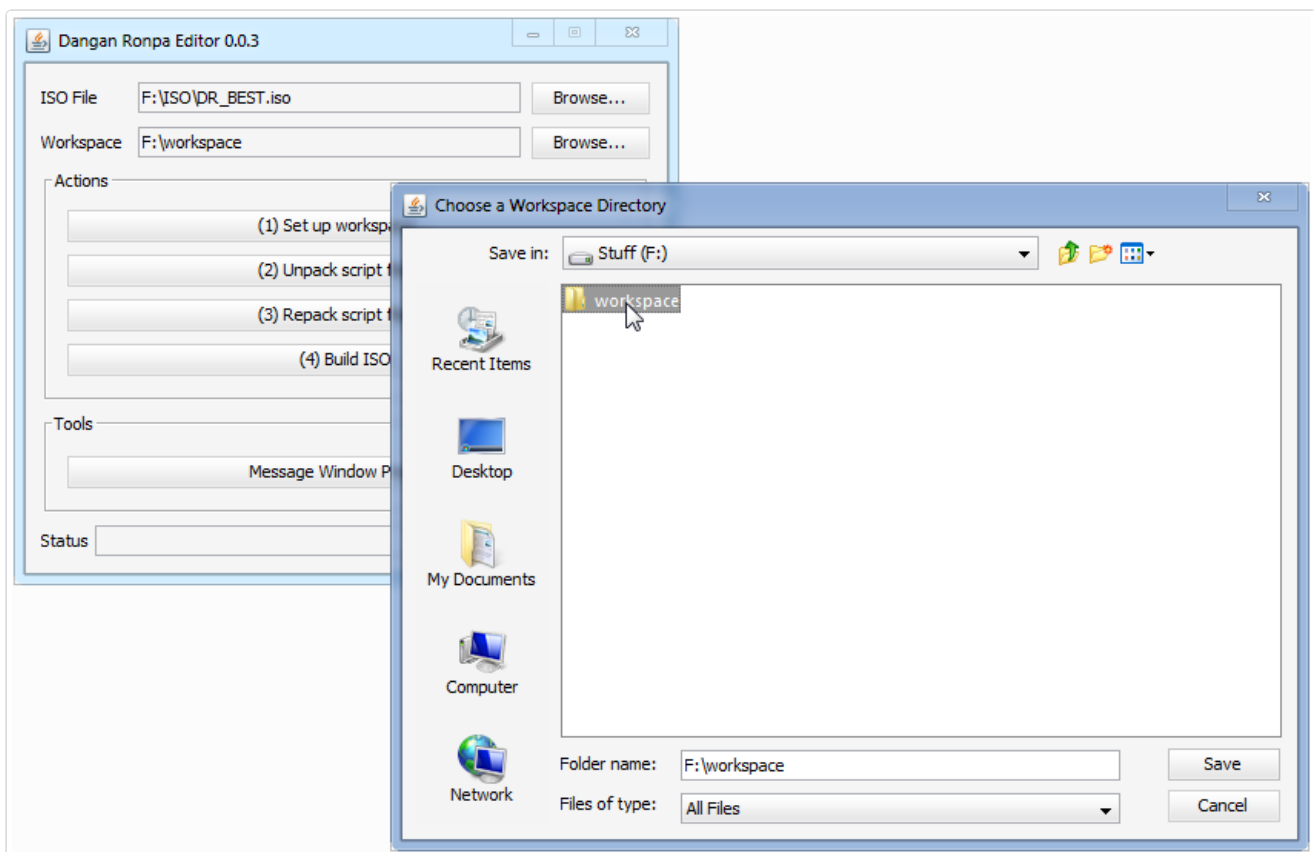 Dangan Ronpa Editor 0.0.3
ISO File F:\ISO\DR_BEST.iso Browse...
Workspace F:\workspace Browse...
Actions
(1) Set up workspa
(2) Unpack script f
(3) Repack script f
(4) Build ISO
Tools
Message Window P
Status
Choose a Workspace Directory
Save in: Stuff (F:)
workspace
Recent Items
Desktop
My Documents
Computer
Network
Folder name: F:\workspace Save
Files of type: All Files Cancel